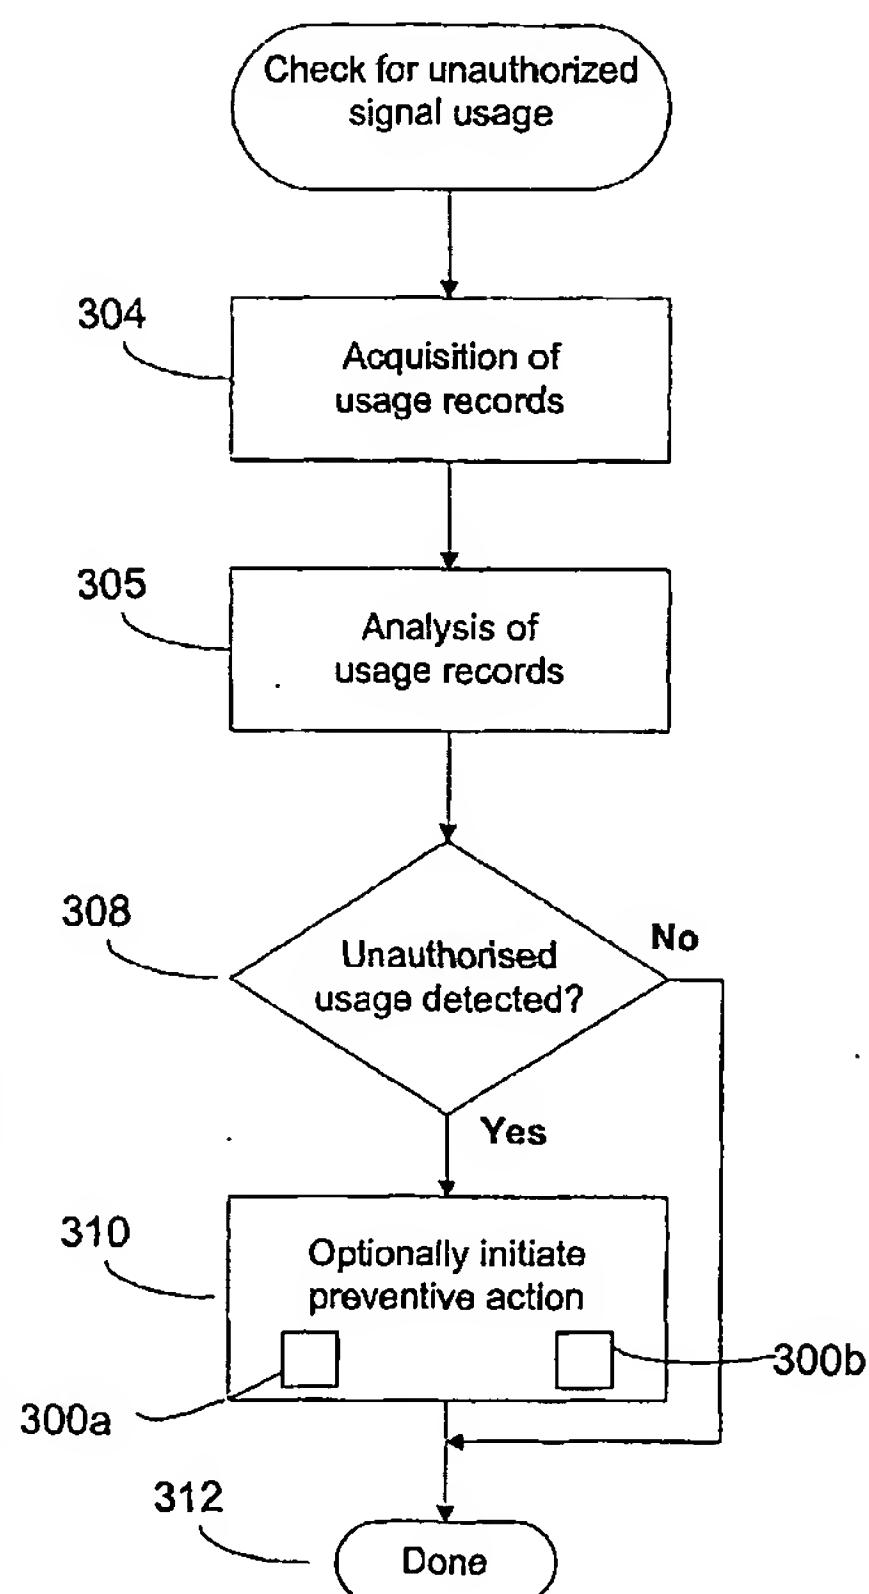 Check for unauthorized
signal usage
304
Acquisition of
usage records
305
Analysis of
usage records
308
Unauthorised
usage detected?
No
Yes
310
Optionally initiate
preventive action
300b
300a
312
Done